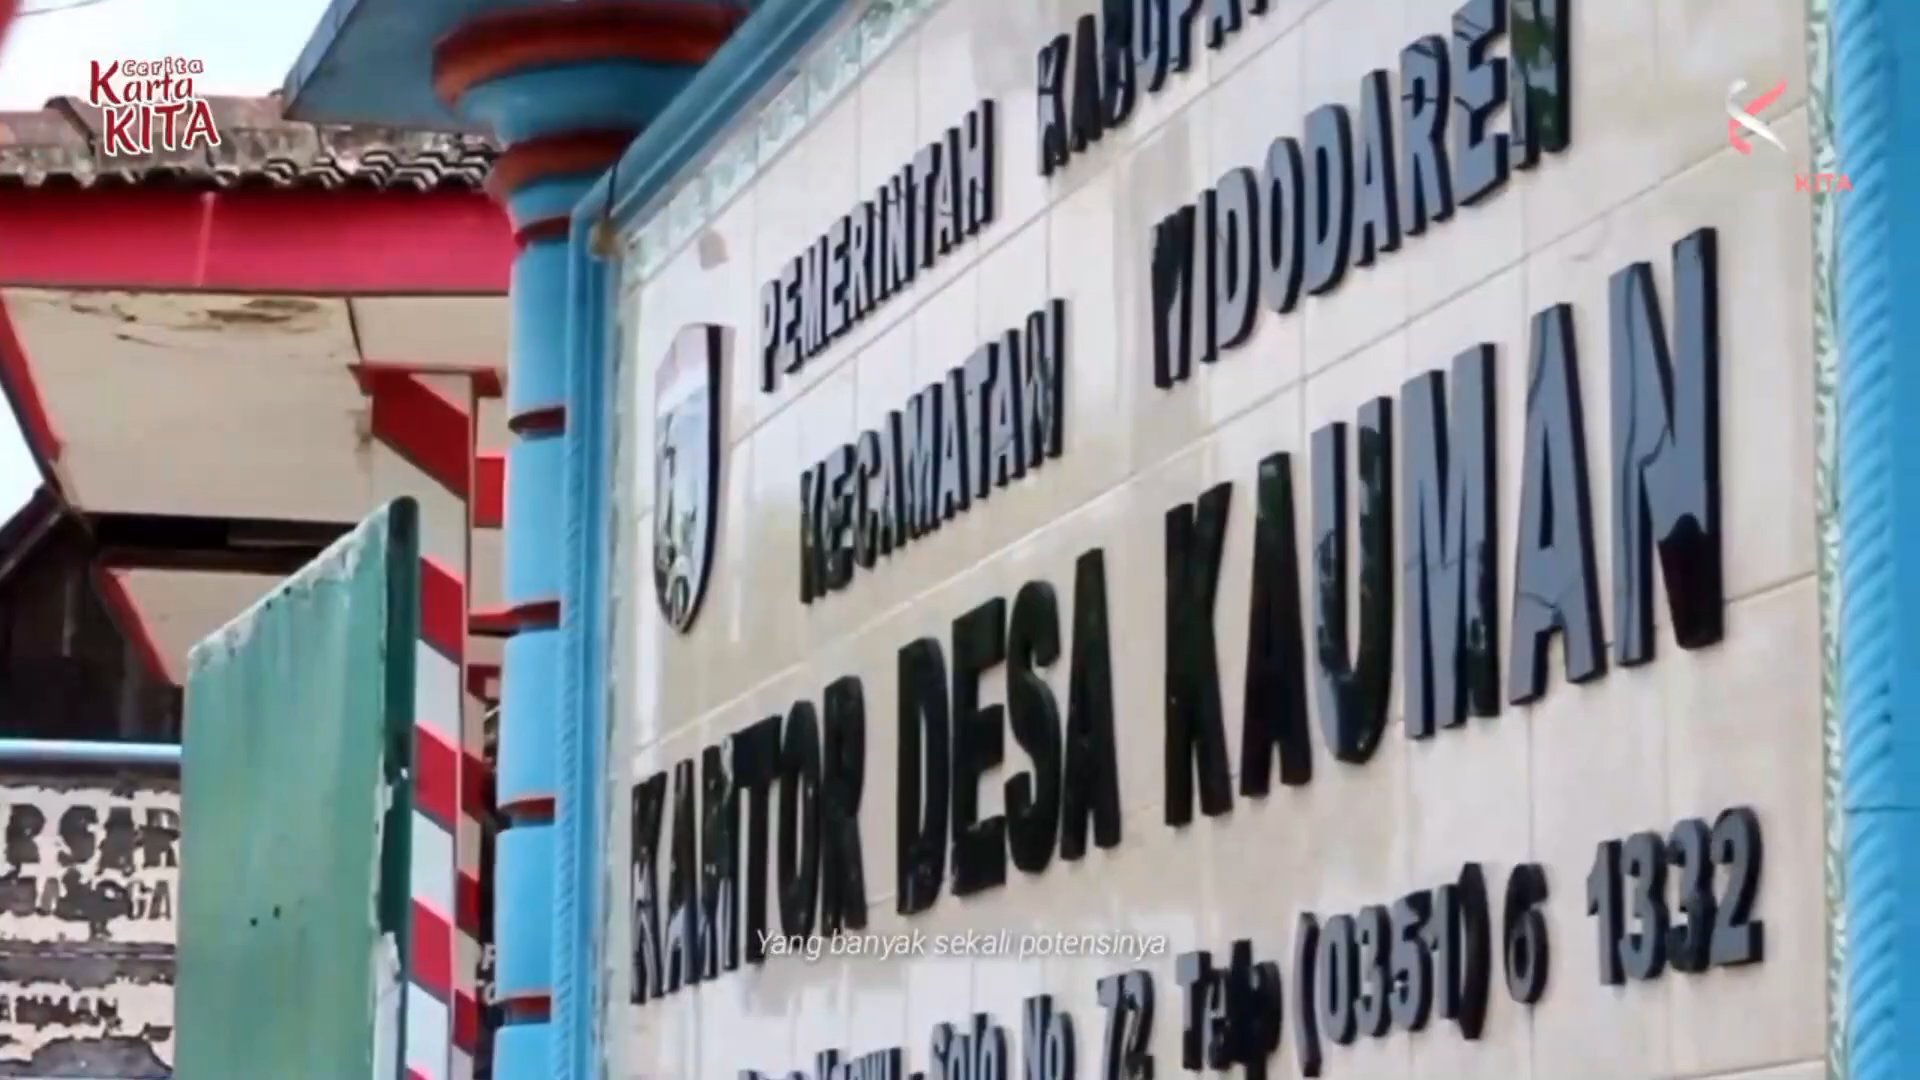 Cerita
Karta
KITA
KITA
PEMERINTAH KABUPA
KECAMATAN WIDODAREN
KANTOR DESA KAUMAN
Solo No 72 Telp (0351) 6 1332
Yang banyak sekali potensinya